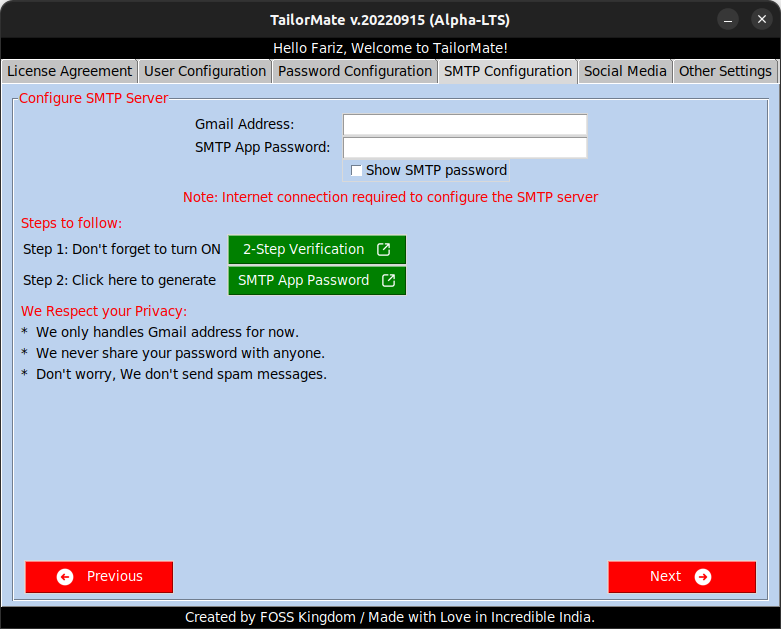 TailorMate v.20220915 (Alpha-LTS)
Hello Fariz, Welcome to TailorMate!
License Agreement User Configuration Password Configuration SMTP Configuration Social Media Other Settings
Configure SMTP Server
Gmail Address:
SMTP App Password:
Show SMTP password
Note: Internet connection required to configure the SMTP server
Steps to follow:
Step 1: Don't forget to turn ON 2-Step Verification
Step 2: Click here to generate SMTP App Password
We Respect your Privacy:
* We only handles Gmail address for now.
* We never share your password with anyone.
* Don't worry, We don't send spam messages.
Previous Next
Created by FOSS Kingdom / Made with Love in Incredible India.